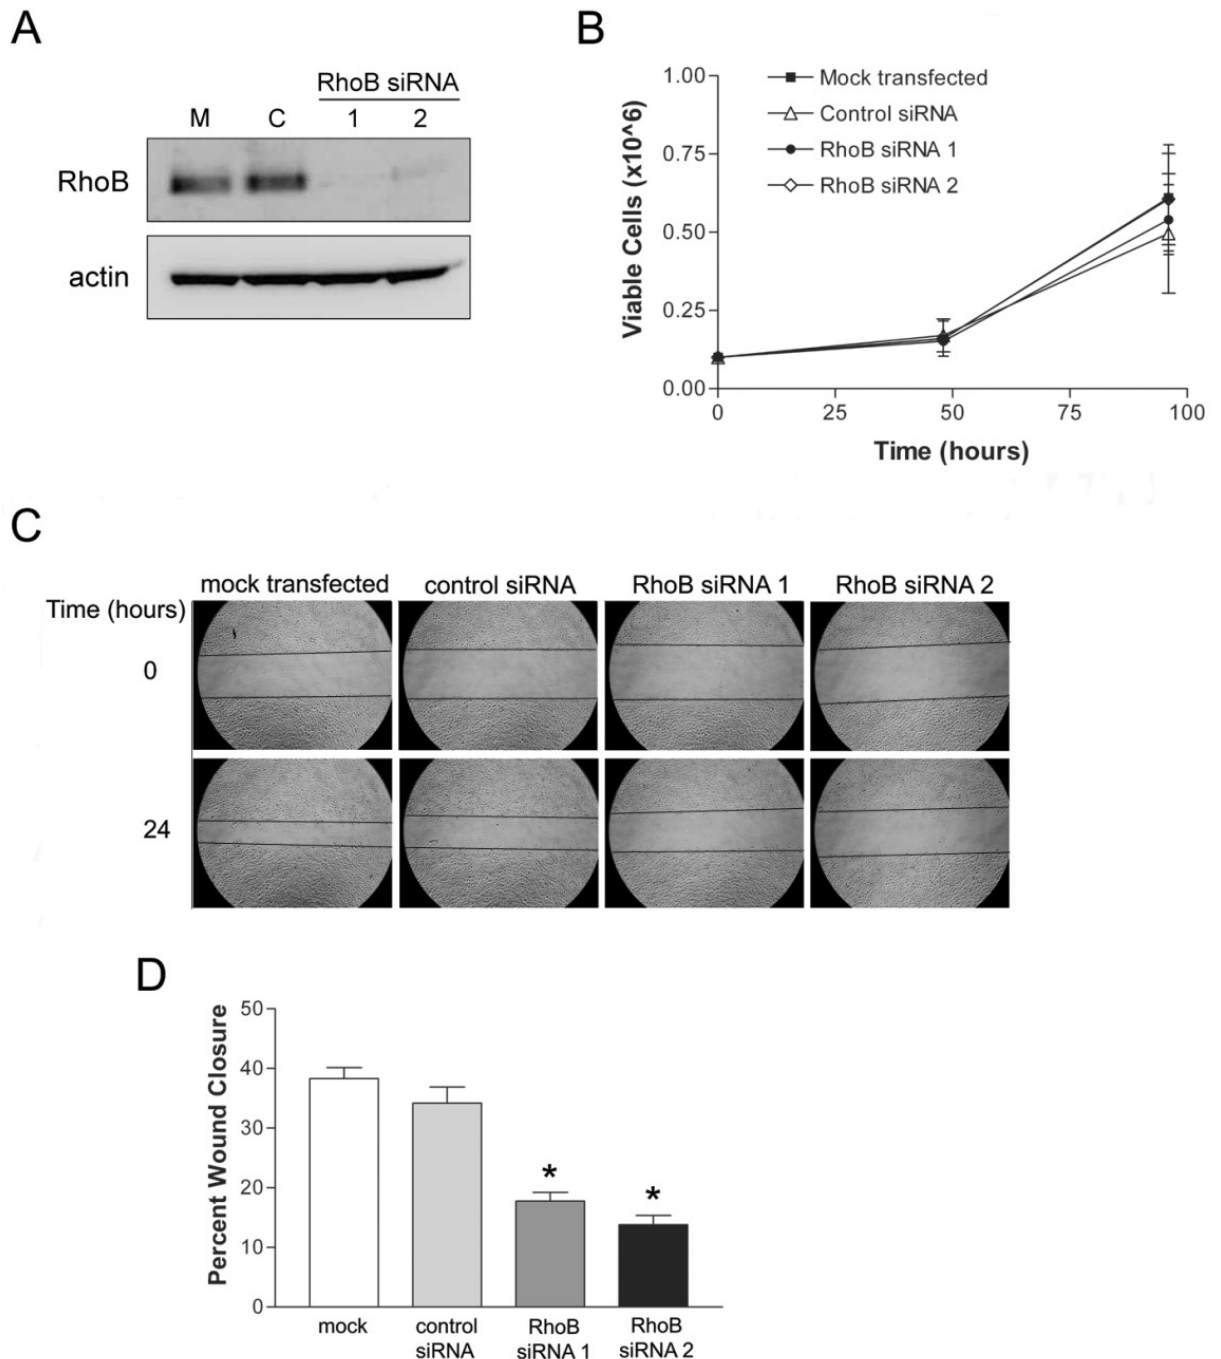 A
RhoB siRNA
M C 1 2
RhoB
actin
B
1.00
0.75
0.50
0.25
0.00
Viable Cells (x10^6)
Mock transfected
Control siRNA
RhoB siRNA 1
RhoB siRNA 2
0 25 50 75 100
Time (hours)
C
mock transfected control siRNA RhoB siRNA 1 RhoB siRNA 2
Time (hours)
0
24
D
Percent Wound Closure
50
40
30
20
10
0
* *
mock control siRNA RhoB siRNA 1 RhoB siRNA 2